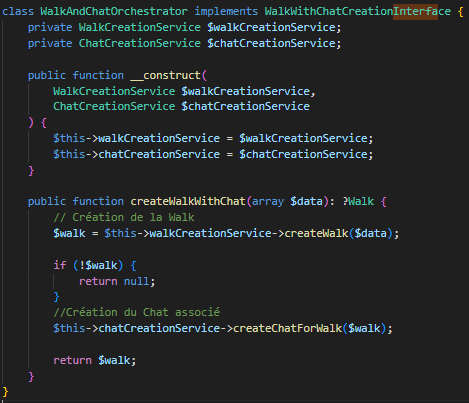 class WalkAndChatOrchestrator implements WalkWithChatCreationInterface {
private WalkCreationService $walkCreationService;
private ChatCreationService $chatCreationService;
public function __construct(
WalkCreationService $walkCreationService,
ChatCreationService $chatCreationService
) {
$this->walkCreationService = $walkCreationService;
$this->chatCreationService = $chatCreationService;
}
public function createWalkWithChat(array $data): ?Walk {
// Création de la Walk
$walk = $this->walkCreationService->createWalk($data);
if (!$walk) {
return null;
}
//Création du Chat associé
$this->chatCreationService->createChatForWalk($walk);
return $walk;
}
}